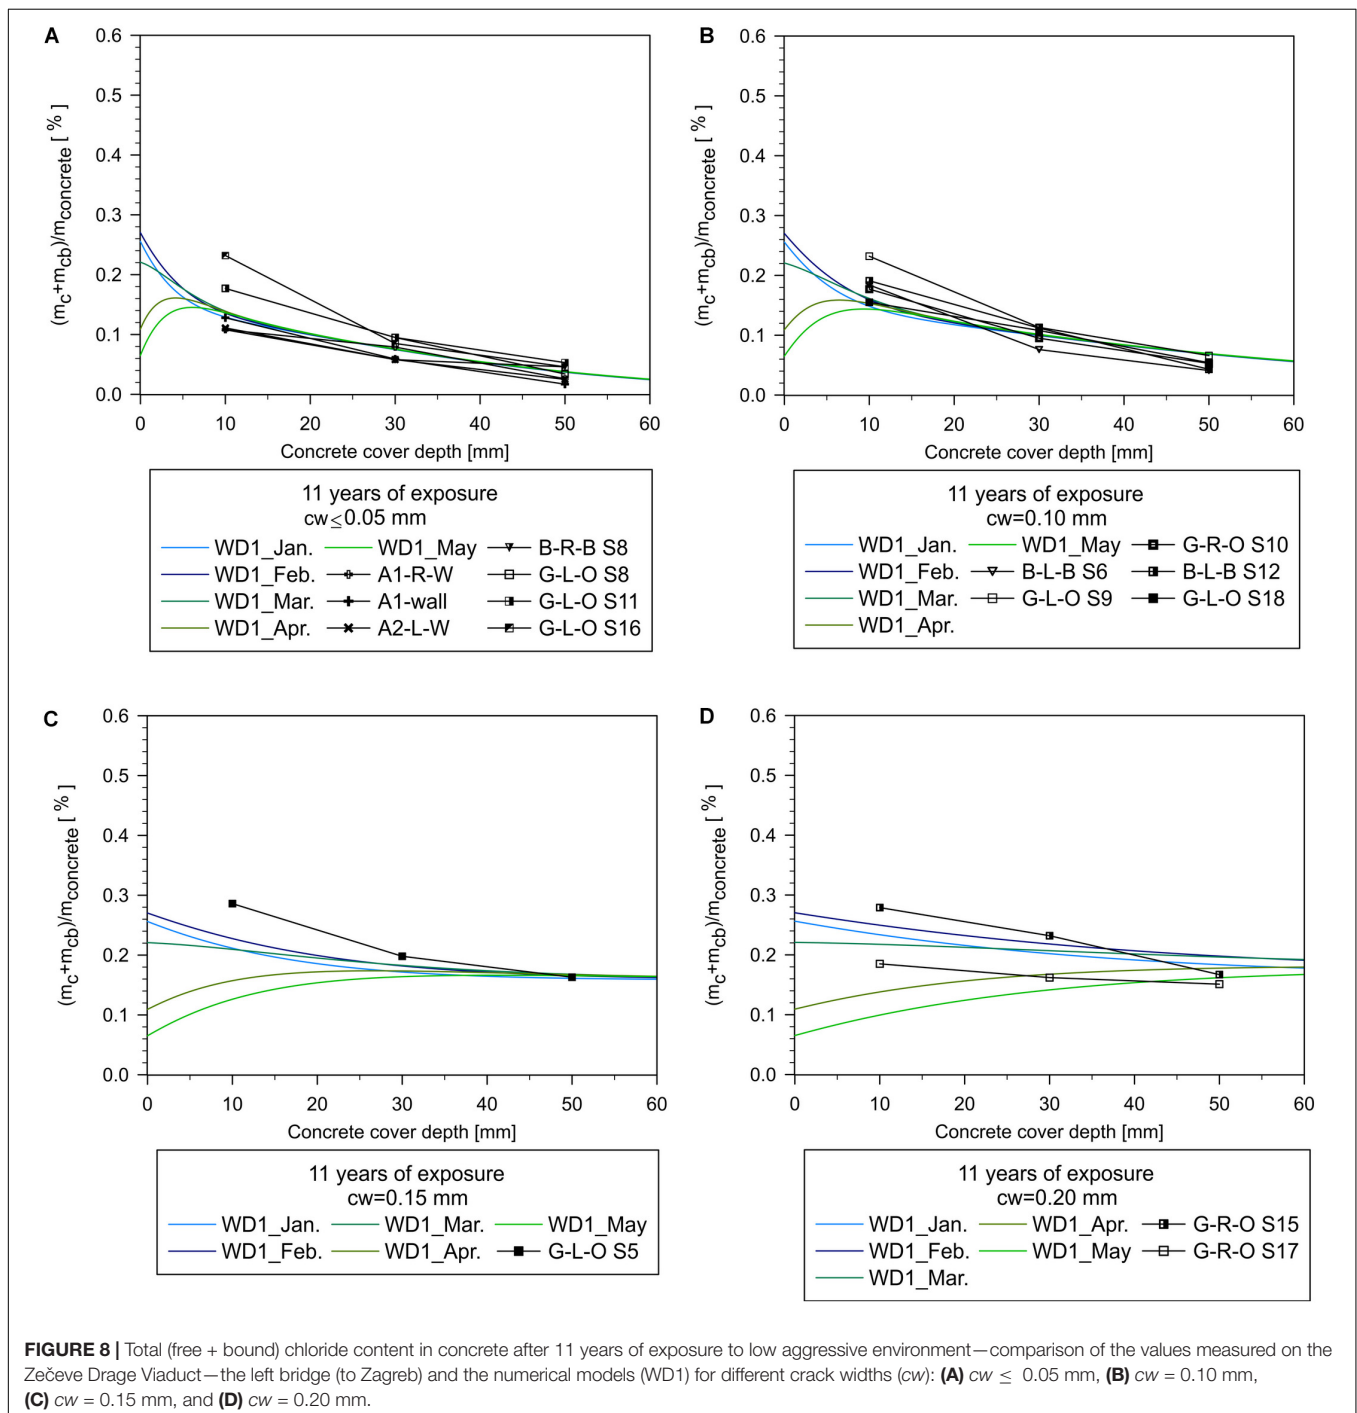 A
0.6
0.5
0.4
0.3
0.2
0.1
0.0
(mc+mcb)/mconcrete [ % ]
0 10 20 30 40 50 60
Concrete cover depth [mm]
11 years of exposure
cw≤0.05 mm
WD1_Jan. WD1_May B-R-B S8
WD1_Feb. A1-R-W G-L-O S8
WD1_Mar. A1-wall G-L-O S11
WD1_Apr. A2-L-W G-L-O S16
B
0.6
0.5
0.4
0.3
0.2
0.1
0.0
(mc+mcb)/mconcrete [ % ]
0 10 20 30 40 50 60
Concrete cover depth [mm]
11 years of exposure
cw=0.10 mm
WD1_Jan. WD1_May G-R-O S10
WD1_Feb. B-L-B S6 B-L-B S12
WD1_Mar. G-L-O S9 G-L-O S18
WD1_Apr.
C
0.6
0.5
0.4
0.3
0.2
0.1
0.0
(mc+mcb)/mconcrete [ % ]
0 10 20 30 40 50 60
Concrete cover depth [mm]
11 years of exposure
cw=0.15 mm
WD1_Jan. WD1_Mar. WD1_May
WD1_Feb. WD1_Apr. G-L-O S5
D
0.6
0.5
0.4
0.3
0.2
0.1
0.0
(mc+mcb)/mconcrete [ % ]
0 10 20 30 40 50 60
Concrete cover depth [mm]
11 years of exposure
cw=0.20 mm
WD1_Jan. WD1_Apr. G-R-O S15
WD1_Feb. WD1_May G-R-O S17
WD1_Mar.
FIGURE 8 | Total (free + bound) chloride content in concrete after 11 years of exposure to low aggressive environment—comparison of the values measured on the
Zečeve Drage Viaduct—the left bridge (to Zagreb) and the numerical models (WD1) for different crack widths (cw): (A) cw ≤ 0.05 mm, (B) cw = 0.10 mm,
(C) cw = 0.15 mm, and (D) cw = 0.20 mm.